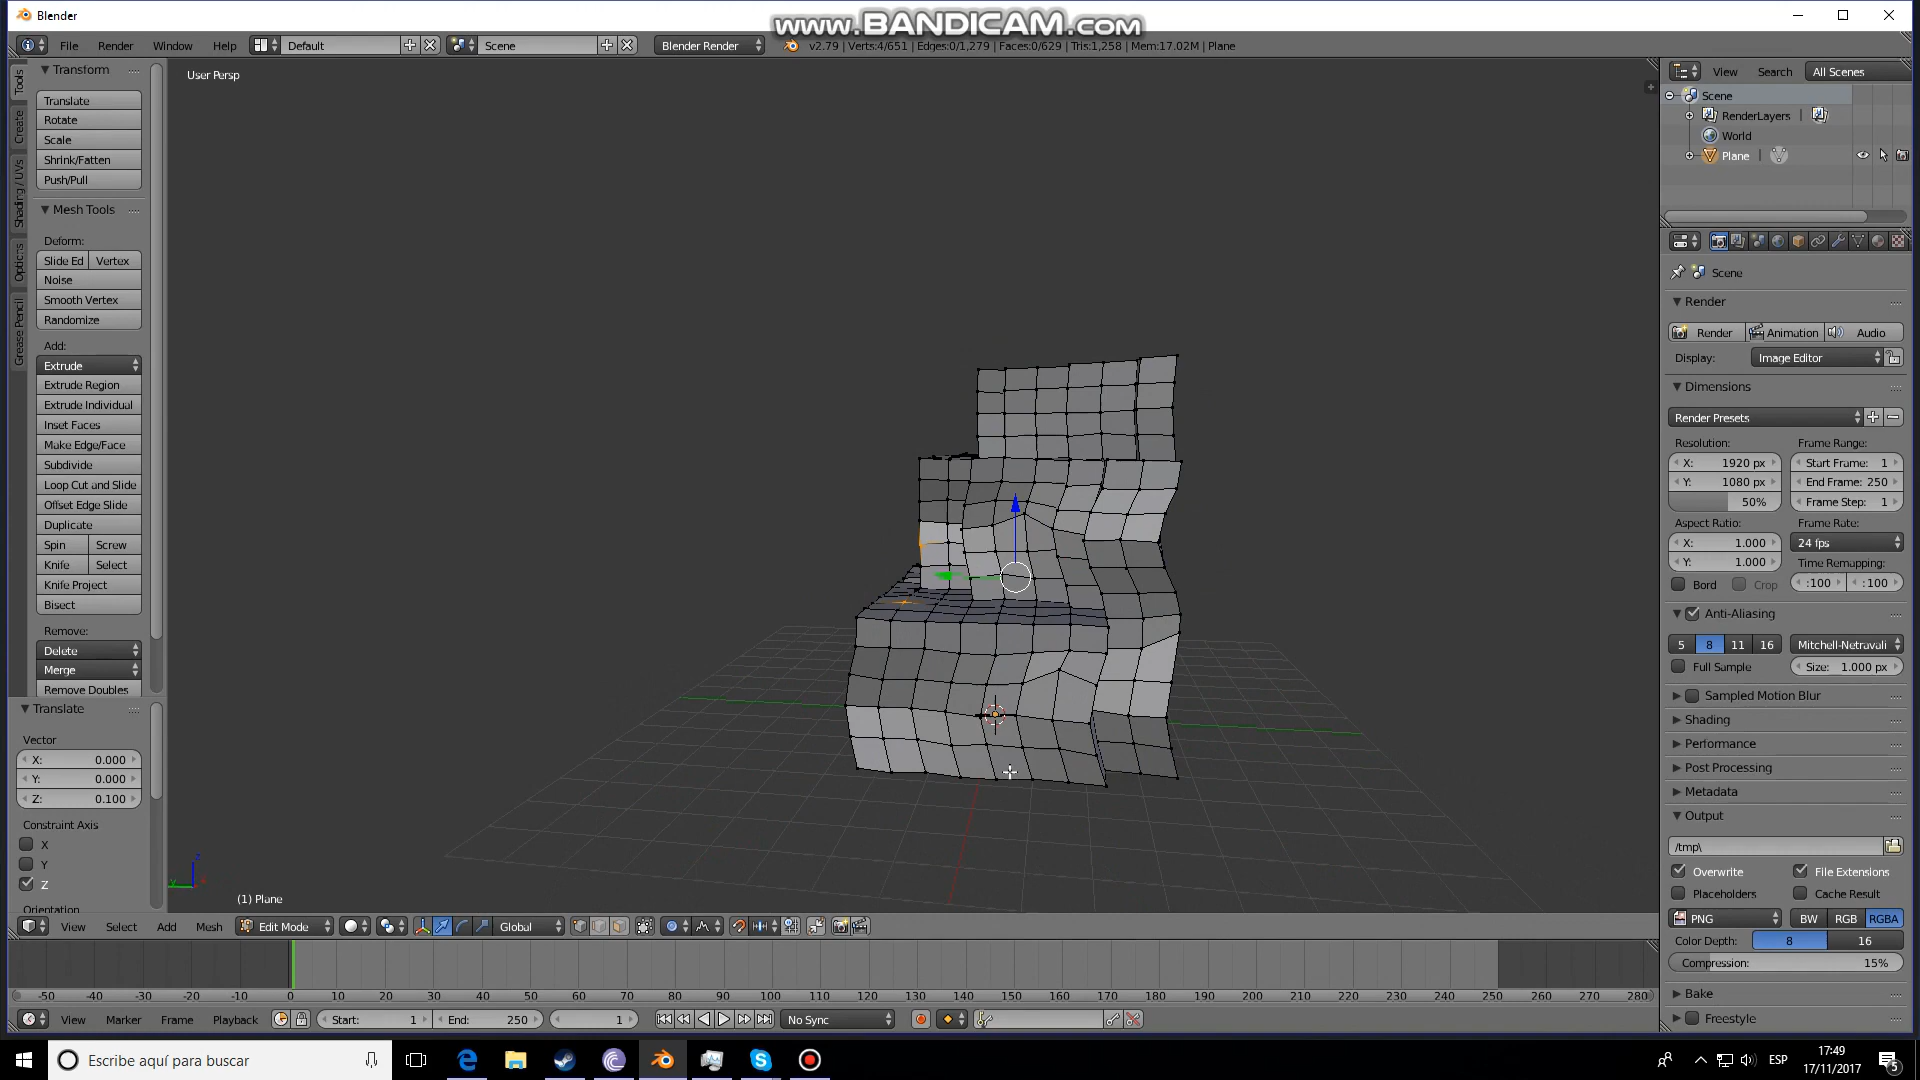 Blender
www.BANDICAM.com
File Render Window Help Default Scene Blender Render v2.79 | Verts:4/651 | Edges:0/1,279 | Faces:0/629 | Tris:1,258 | Mem:17.02M | Plane
Tools
Create
Shading / UVs
Options
Grease Pencil
Transform
Translate
Rotate
Scale
Shrink/Fatten
Push/Pull
Mesh Tools
Deform:
Slide Ed Vertex
Noise
Smooth Vertex
Randomize
Add:
Extrude
Extrude Region
Extrude Individual
Inset Faces
Make Edge/Face
Subdivide
Loop Cut and Slide
Offset Edge Slide
Duplicate
Spin Screw
Knife Select
Knife Project
Bisect
Remove:
Delete
Merge
Remove Doubles
Translate
Vector
X: 0.000
Y: 0.000
Z: 0.100
Constraint Axis
X
Y
Z
Orientation
User Persp
(1) Plane
View Select Add Mesh Edit Mode Global
-50 -40 -30 -20 -10 0 10 20 30 40 50 60 70 80 90 100 110 120 130 140 150 160 170 180 190 200 210 220 230 240 250 260 270 280
View Marker Frame Playback Start: 1 End: 250 1 No Sync
View Search All Scenes
Scene
RenderLayers |
World
Plane |
Scene
Render
Render Animation Audio
Display: Image Editor
Dimensions
Render Presets
Resolution: Frame Range:
X: 1920 px Start Frame: 1
Y: 1080 px End Frame: 250
50% Frame Step: 1
Aspect Ratio: Frame Rate:
X: 1.000 24 fps
Y: 1.000 Time Remapping:
Bord Crop :100 :100
Anti-Aliasing
5 8 11 16 Mitchell-Netravali
Full Sample Size: 1.000 px
Sampled Motion Blur
Shading
Performance
Post Processing
Metadata
Output
/tmp\
Overwrite File Extensions
Placeholders Cache Result
PNG BW RGB RGBA
Color Depth: 8 16
Compression: 15%
Bake
Freestyle
Escribe aquí para buscar
ESP
17:49
17/11/2017
5